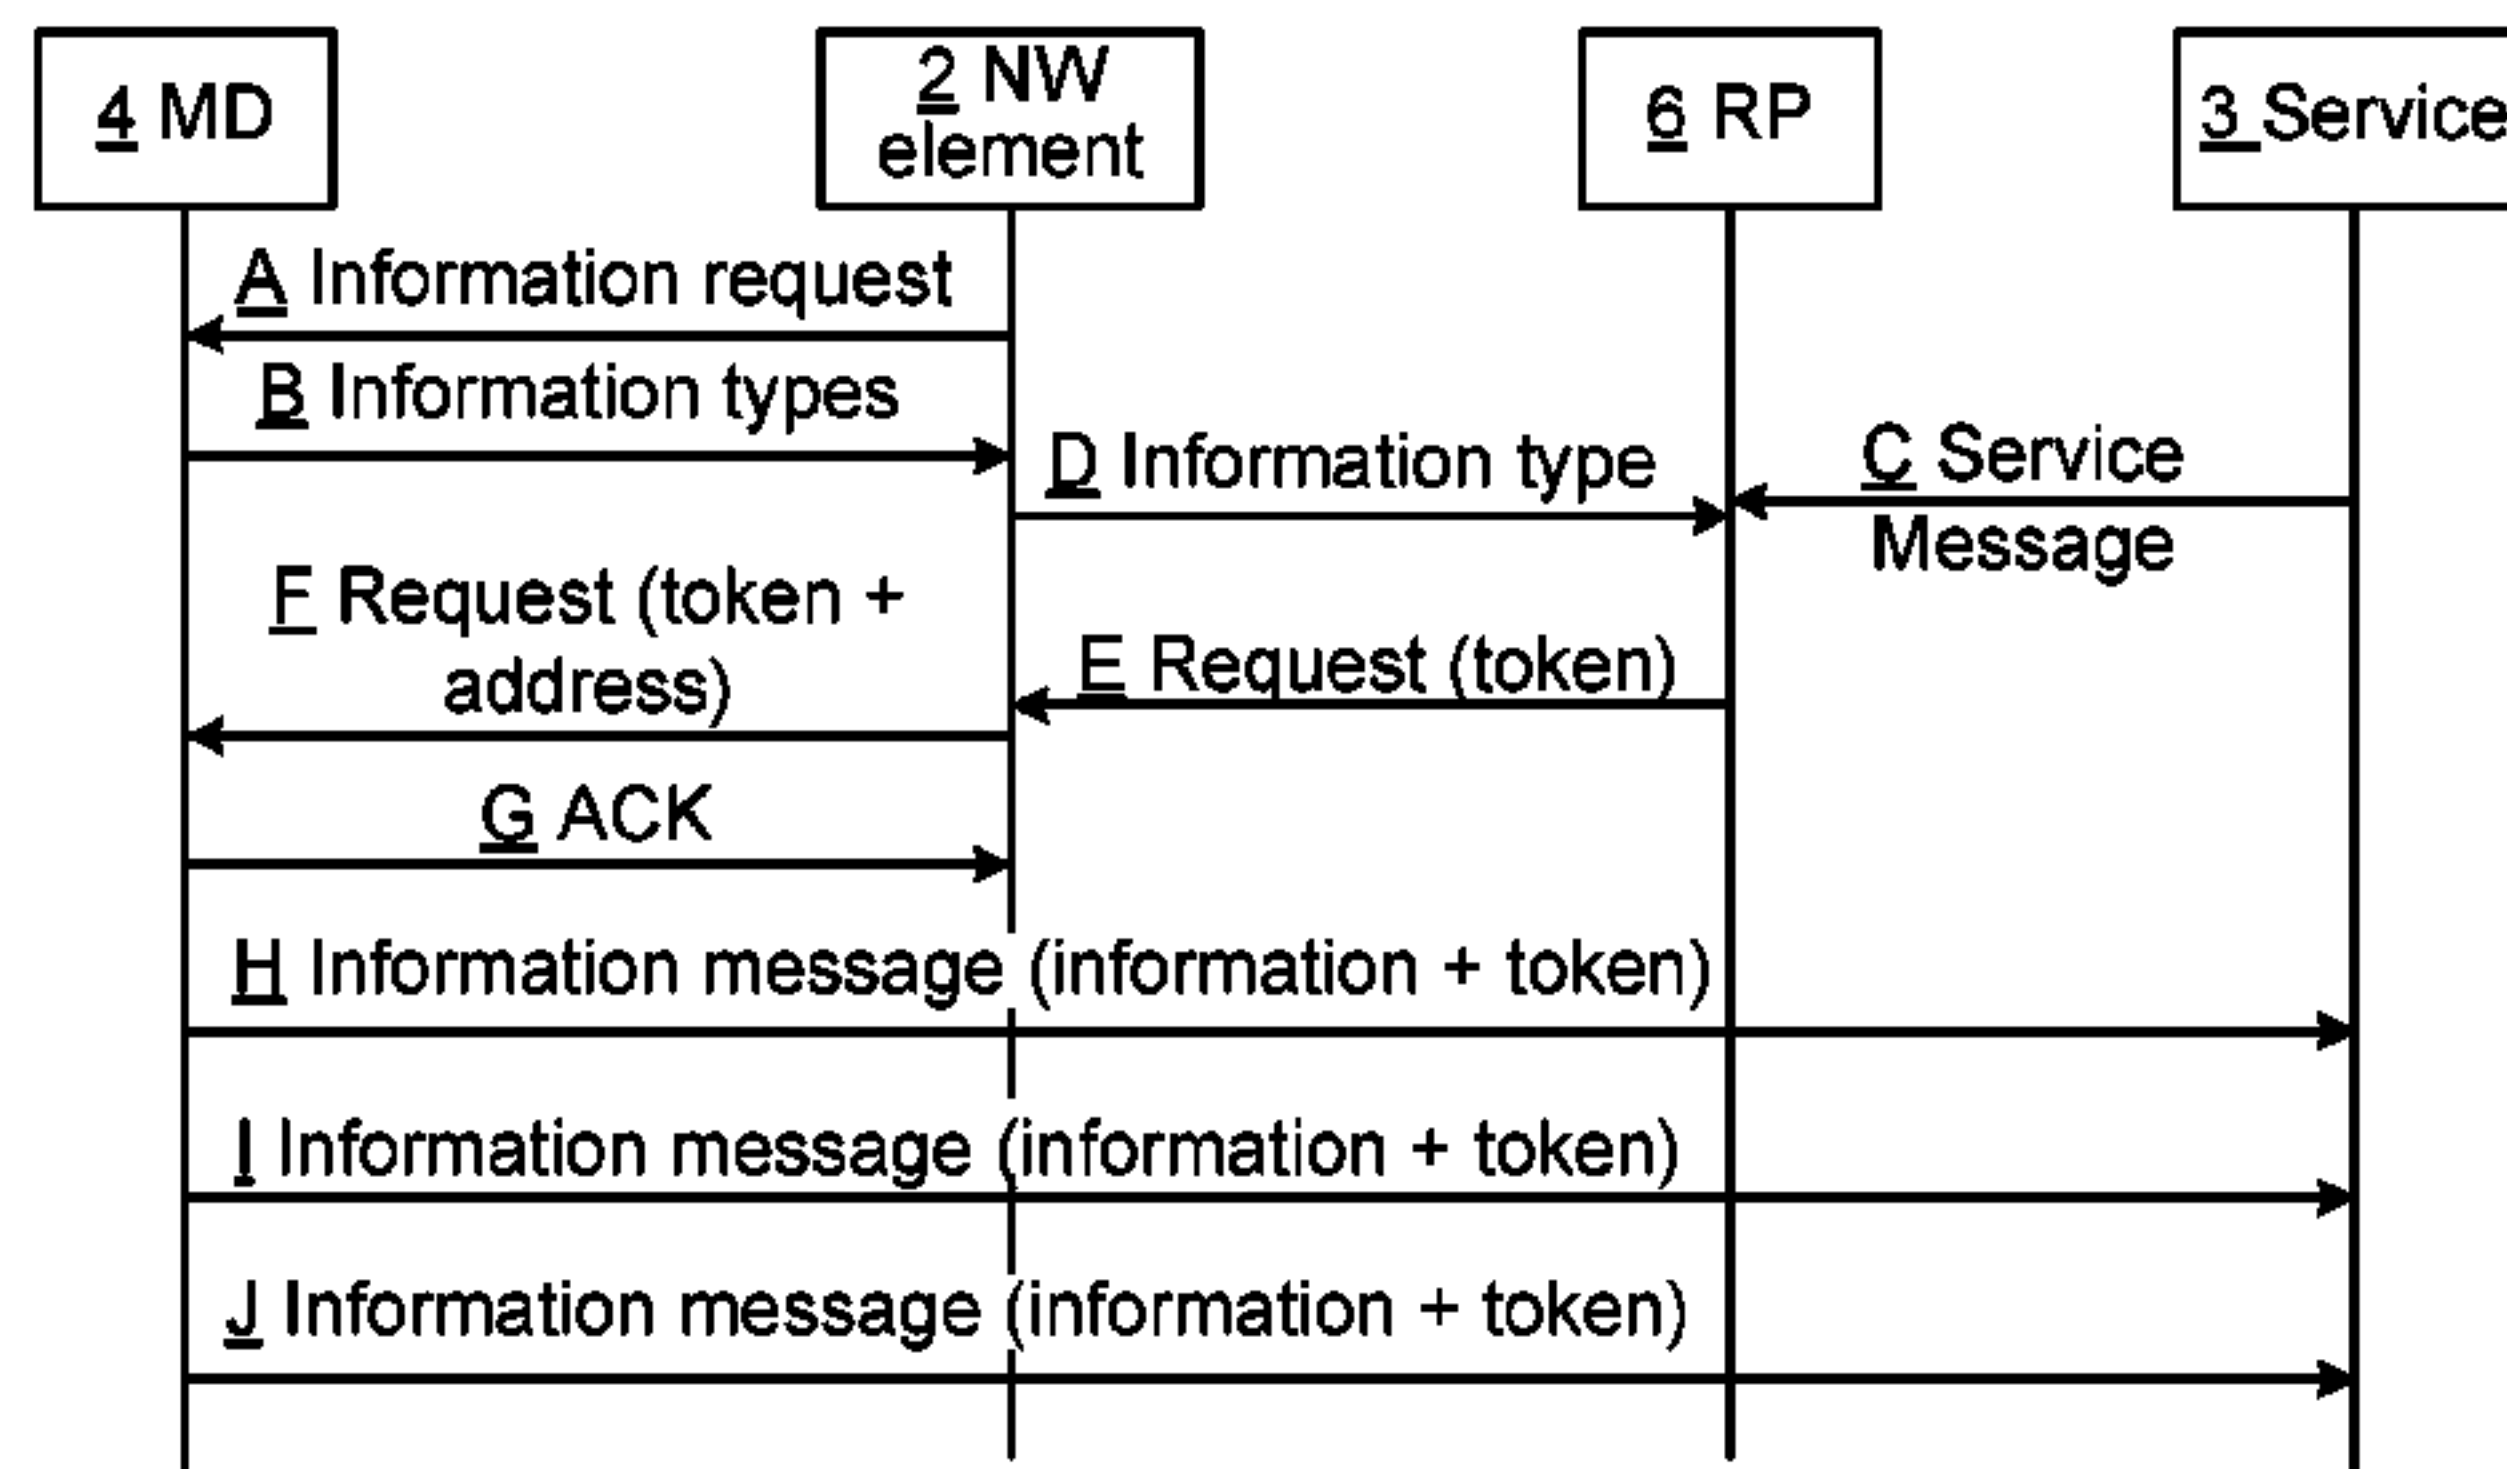 4 MD
2 NW
element
6 RP
3 Service
A Information request
B Information types
D Information type
C Service
Message
F Request (token +
address)
E Request (token)
G ACK
H Information message (information + token)
I Information message (information + token)
J Information message (information + token)